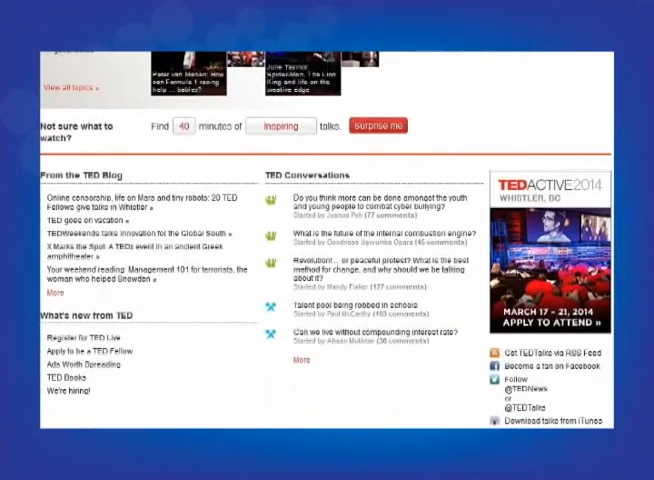 Peter van Manen: How
can Formula 1 racing
help ... babies?
Julie Taymor:
Spider-Man, The Lion
King and life on the
creative edge
View all topics »
Not sure what to
watch?
Find 40 minutes of Inspiring talks. Surprise me
From the TED Blog
Online censorship, life on Mars and tiny robots: 20 TED
Fellows give talks in Whistler »
TED goes on vacation »
TEDWeekends talks innovation for the Global South »
X Marks the Spot: A TEDx event in an ancient Greek
amphitheater »
Your weekend reading: Management 101 for terrorists, the
woman who helped Snowden »
More
What's new from TED
Register for TED Live
Apply to be a TED Fellow
Ads Worth Spreading
TED Books
We're hiring!
TED Conversations
Do you think more can be done amongst the youth
and young people to combat cyber bullying?
Started by Joshua Poh (77 comments)
What is the future of the internal combustion engine?
Started by Goodness Upwumbo Opara (45 comments)
Revolution! ... or peaceful protest? What is the best
method for change, and why should we be talking
about it?
Started by Mandy Fisher (127 comments)
Talent pool being robbed in schools
Started by Paul McCarthy (103 comments)
Can we live without compounding interest rate?
Started by Ahsan Mukhtar (36 comments)
More
TEDACTIVE2014
WHISTLER, BC
MARCH 17 – 21, 2014
APPLY TO ATTEND »
Get TEDTalks via RSS Feed
Become a fan on Facebook
Follow
@TEDNews
or
@TEDTalks
Download talks from iTunes